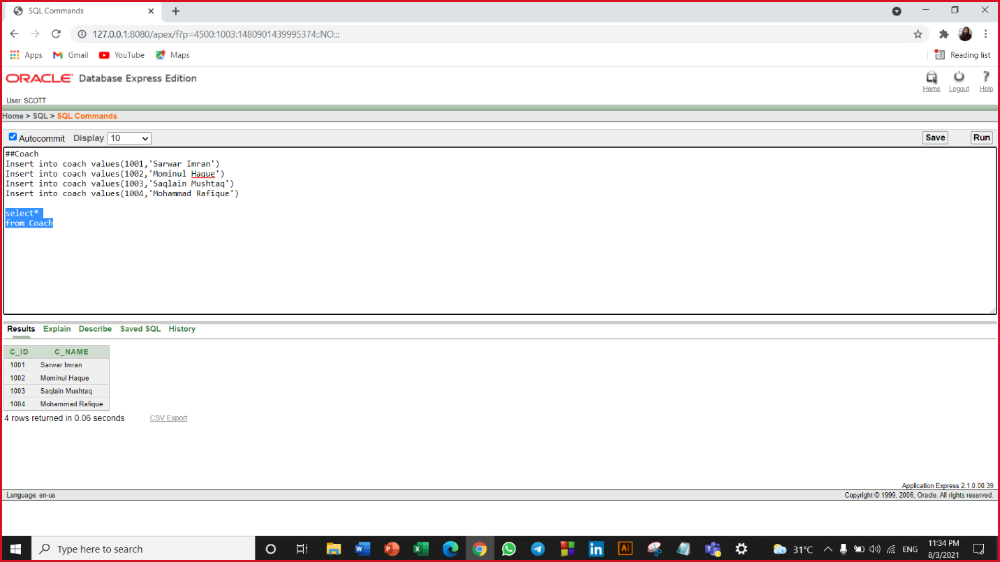 SQL Commands
127.0.0.1:8080/apex/f?p=4500:1003:1480901439995374::NO:::
Apps Gmail YouTube Maps Reading list
ORACLE Database Express Edition
Home Logout Help
User: SCOTT
Home > SQL > SQL Commands
Autocommit Display 10 Save Run
##Coach
Insert into coach values(1001,'Sarwar Imran')
Insert into coach values(1002,'Mominul Haque')
Insert into coach values(1003,'Saqlain Mushtaq')
Insert into coach values(1004,'Mohammad Rafique')
select*
from Coach
Results Explain Describe Saved SQL History
C_ID C_NAME
1001 Sarwar Imran
1002 Mominul Haque
1003 Saqlain Mushtaq
1004 Mohammad Rafique
4 rows returned in 0.06 seconds CSV Export
Application Express 2.1.0.00.39
Language: en-us Copyright © 1999, 2006, Oracle. All rights reserved.
Type here to search 31°C ENG 11:34 PM
8/3/2021